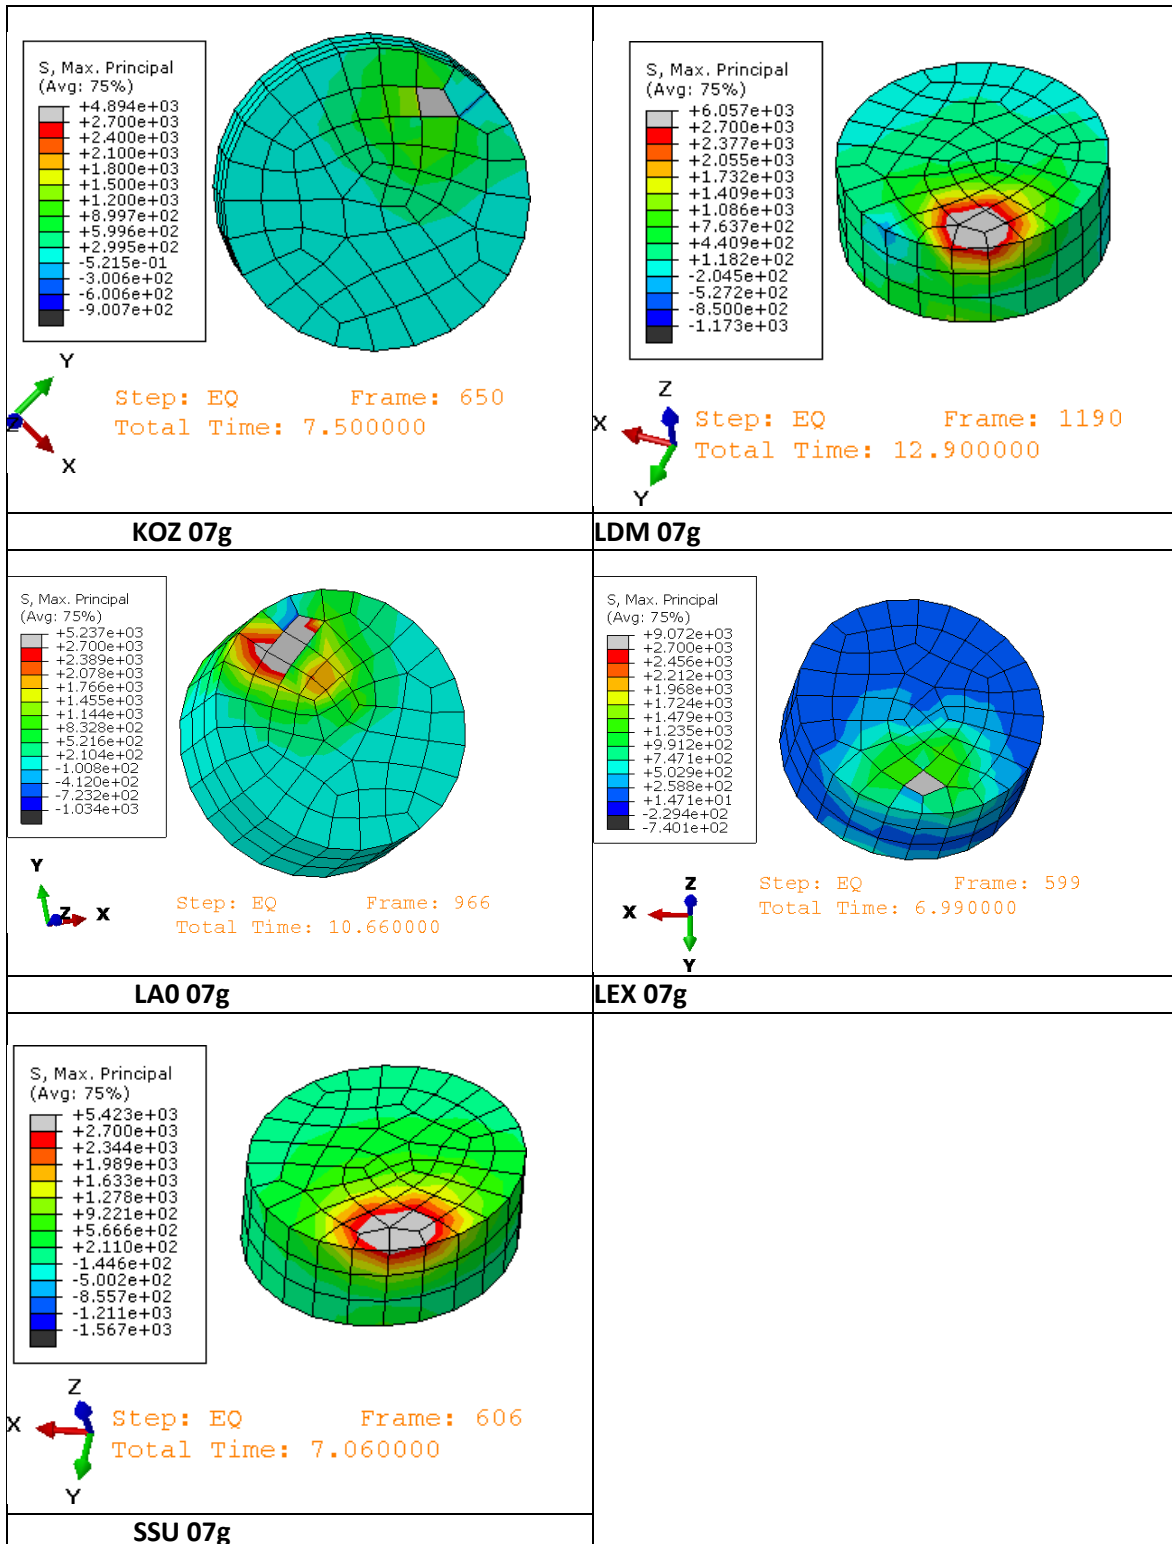 S, Max. Principal
(Avg: 75%)
+4.894e+03
+2.700e+03
+2.400e+03
+2.100e+03
+1.800e+03
+1.500e+03
+1.200e+03
+8.997e+02
+5.996e+02
+2.995e+02
-5.215e-01
-3.006e+02
-6.006e+02
-9.007e+02
Y
Z
X
Step: EQ Frame: 650
Total Time: 7.500000
KOZ 07g
S, Max. Principal
(Avg: 75%)
+6.057e+03
+2.700e+03
+2.377e+03
+2.055e+03
+1.732e+03
+1.409e+03
+1.086e+03
+7.637e+02
+4.409e+02
+1.182e+02
-2.045e+02
-5.272e+02
-8.500e+02
-1.173e+03
Z
X
Y
Step: EQ Frame: 1190
Total Time: 12.900000
LDM 07g
S, Max. Principal
(Avg: 75%)
+5.237e+03
+2.700e+03
+2.389e+03
+2.078e+03
+1.766e+03
+1.455e+03
+1.144e+03
+8.328e+02
+5.216e+02
+2.104e+02
-1.008e+02
-4.120e+02
-7.232e+02
-1.034e+03
Y
Z X
Step: EQ Frame: 966
Total Time: 10.660000
LA0 07g
S, Max. Principal
(Avg: 75%)
+9.072e+03
+2.700e+03
+2.456e+03
+2.212e+03
+1.968e+03
+1.724e+03
+1.479e+03
+1.235e+03
+9.912e+02
+7.471e+02
+5.029e+02
+2.588e+02
+1.471e+01
-2.294e+02
-7.401e+02
Z
X
Y
Step: EQ Frame: 599
Total Time: 6.990000
LEX 07g
S, Max. Principal
(Avg: 75%)
+5.423e+03
+2.700e+03
+2.344e+03
+1.989e+03
+1.633e+03
+1.278e+03
+9.221e+02
+5.666e+02
+2.110e+02
-1.446e+02
-5.002e+02
-8.557e+02
-1.211e+03
-1.567e+03
Z
X
Y
Step: EQ Frame: 606
Total Time: 7.060000
SSU 07g